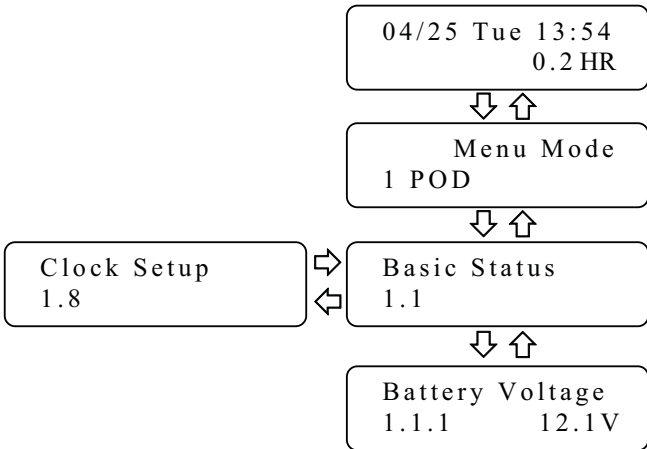 04/25 Tue 13:54
0.2 HR
Menu Mode
1 POD
Clock Setup
1.8
Basic Status
1.1
Battery Voltage
1.1.1 12.1V